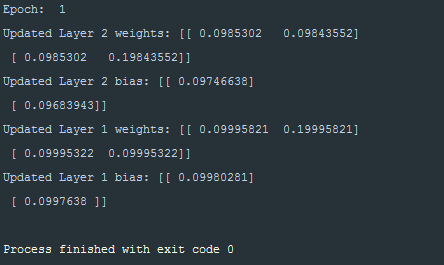 Epoch:  1
Updated Layer 2 weights: [[ 0.0985302   0.09843552]
 [ 0.0985302   0.19843552]]
Updated Layer 2 bias: [[ 0.09746638]
 [ 0.09683943]]
Updated Layer 1 weights: [[ 0.09995821  0.19995821]
 [ 0.09995322  0.09995322]]
Updated Layer 1 bias: [[ 0.09980281]
 [ 0.0997638 ]]
Process finished with exit code 0